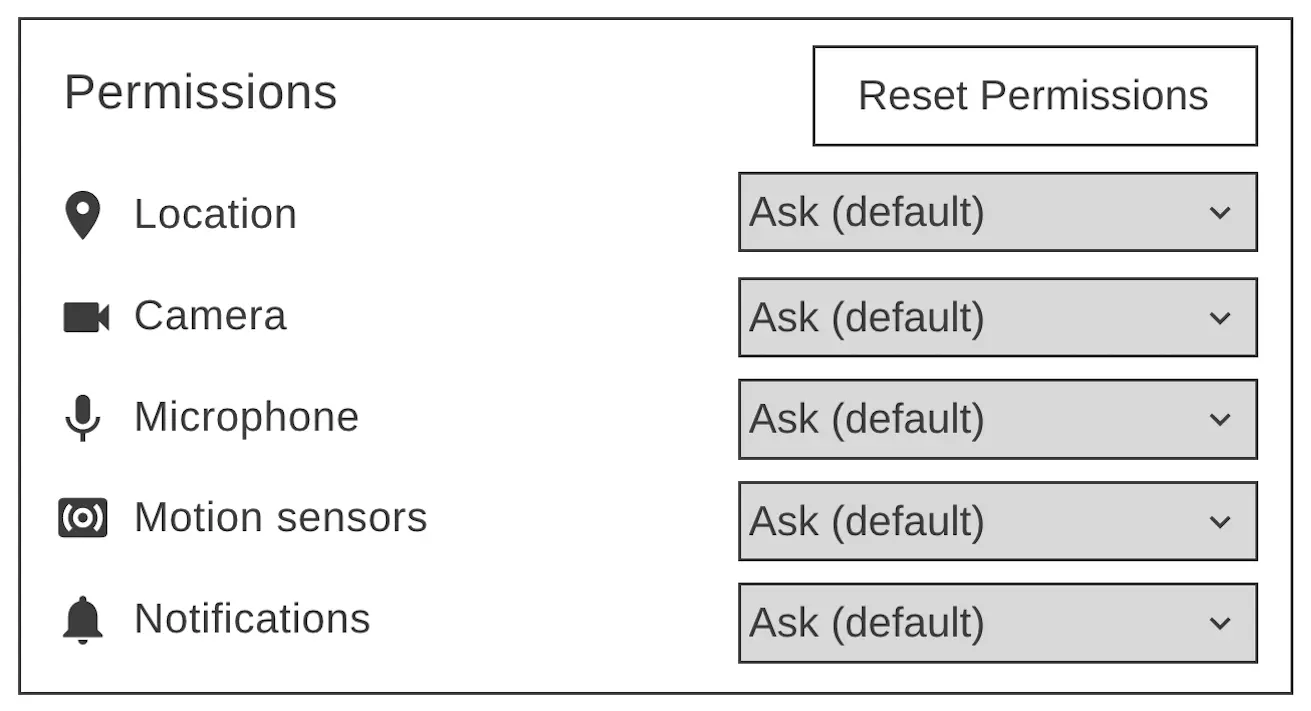 Permissions
Reset Permissions
Location
Ask (default)
Camera
Ask (default)
Microphone
Ask (default)
Motion sensors
Ask (default)
Notifications
Ask (default)